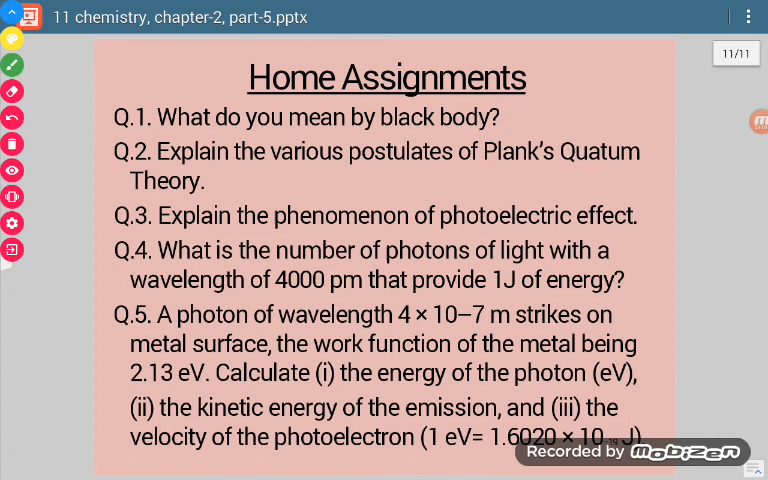 11 chemistry, chapter-2, part-5.pptx
11/11
Home Assignments
Q.1. What do you mean by black body?
Q.2. Explain the various postulates of Plank's Quatum
Theory.
Q.3. Explain the phenomenon of photoelectric effect.
Q.4. What is the number of photons of light with a
wavelength of 4000 pm that provide 1J of energy?
Q.5. A photon of wavelength 4 × 10–7 m strikes on
metal surface, the work function of the metal being
2.13 eV. Calculate (i) the energy of the photon (eV),
(ii) the kinetic energy of the emission, and (iii) the
velocity of the photoelectron (1 eV= 1.6020 × 10⁻¹⁹ J)
Recorded by mobizen